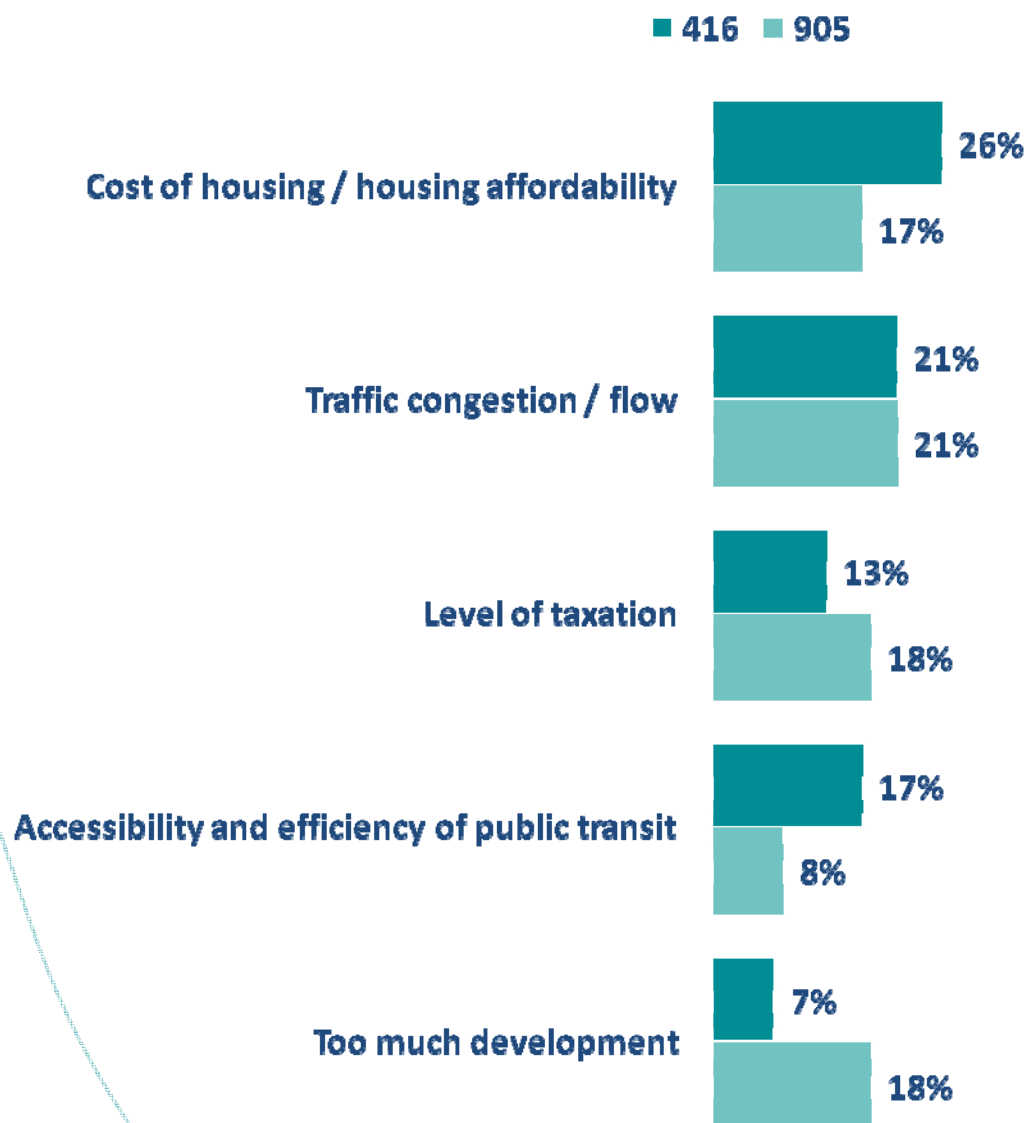 416 905
Cost of housing / housing affordability
26%
17%
Traffic congestion / flow
21%
21%
Level of taxation
13%
18%
Accessibility and efficiency of public transit
17%
8%
Too much development
7%
18%